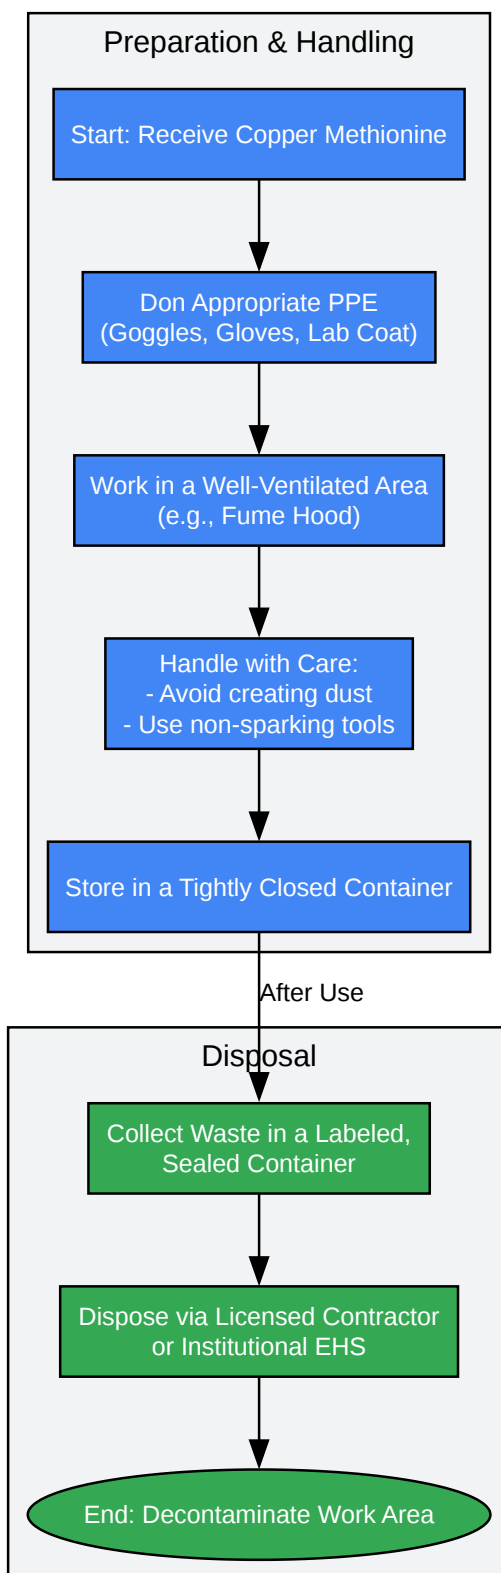 Preparation & Handling
Start: Receive Copper Methionine
Don Appropriate PPE
(Goggles, Gloves, Lab Coat)
Work in a Well-Ventilated Area
(e.g., Fume Hood)
Handle with Care:
- Avoid creating dust
- Use non-sparking tools
Store in a Tightly Closed Container
After Use
Disposal
Collect Waste in a Labeled,
Sealed Container
Dispose via Licensed Contractor
or Institutional EHS
End: Decontaminate Work Area